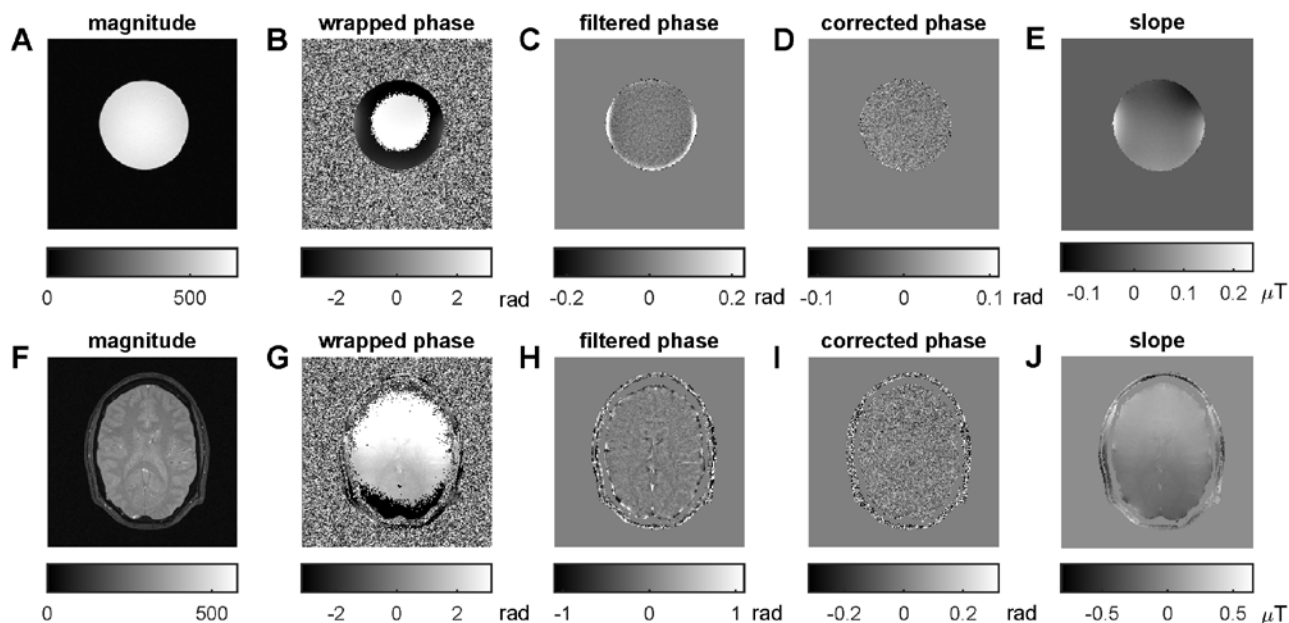 A magnitude
B wrapped phase
C filtered phase
D corrected phase
E slope
0 500
-2 0 2 rad
-0.2 0 0.2 rad
-0.1 0 0.1 rad
-0.1 0 0.1 0.2 μT
F magnitude
G wrapped phase
H filtered phase
I corrected phase
J slope
0 500
-2 0 2 rad
-1 0 1 rad
-0.2 0 0.2 rad
-0.5 0 0.5 μT